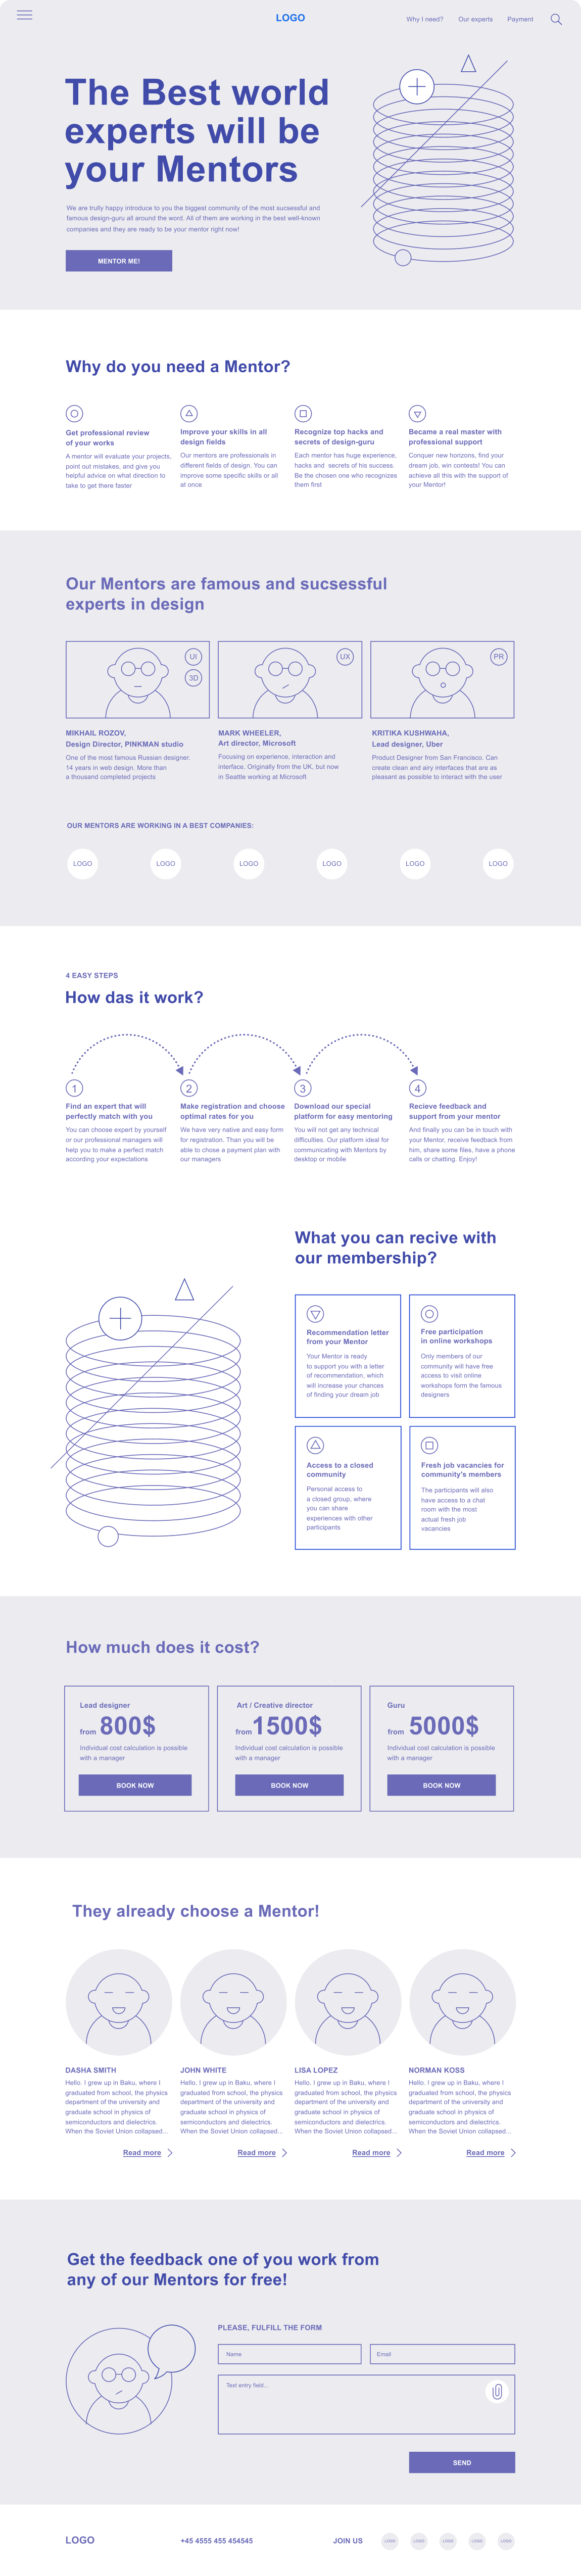 LOGO
Why I need?
Our experts
Payment
The Best world
experts will be
your Mentors
We are trully happy introduce to you the biggest community of the most sucsessful and
famous design-guru all around the word. All of them are working in the best well-known
companies and they are ready to be your mentor right now!
MENTOR ME!
Why do you need a Mentor?
Get professional review
of your works
A mentor will evaluate your projects,
point out mistakes, and give you
helpful advice on what direction to
take to get there faster
Improve your skills in all
design fields
Our mentors are professionals in
different fields of design. You can
improve some specific skills or all
at once
Recognize top hacks and
secrets of design-guru
Each mentor has huge experience,
hacks and secrets of his success.
Be the chosen one who recognizes
them first
Became a real master with
professional support
Conquer new horizons, find your
dream job, win contests! You can
achieve all this with the support of
your Mentor!
Our Mentors are famous and sucsessful
experts in design
UI
3D
UX
PR
MIKHAIL ROZOV,
Design Director, PINKMAN studio
One of the most famous Russian designer.
14 years in web design. More than
a thousand completed projects
MARK WHEELER,
Art director, Microsoft
Focusing on experience, interaction and
interface. Originally from the UK, but now
in Seattle working at Microsoft
KRITIKA KUSHWAHA,
Lead designer, Uber
Product Designer from San Francisco. Can
create clean and airy interfaces that are as
pleasant as possible to interact with the user
OUR MENTORS ARE WORKING IN A BEST COMPANIES:
LOGO
LOGO
LOGO
LOGO
LOGO
LOGO
4 EASY STEPS
How das it work?
1
Find an expert that will
perfectly match with you
You can choose expert by yourself
or our professional managers will
help you to make a perfect match
according your expectations
2
Make registration and choose
optimal rates for you
We have very native and easy form
for registration. Than you will be
able to chose a payment plan with
our managers
3
Download our special
platform for easy mentoring
You will not get any technical
difficulties. Our platform ideal for
communicating with Mentors by
desktop or mobile
4
Recieve feedback and
support from your mentor
And finally you can be in touch with
your Mentor, receive feedback from
him, share some files, have a phone
calls or chatting. Enjoy!
What you can recive with
our membership?
Recommendation letter
from your Mentor
Your Mentor is ready
to support you with a letter
of recommendation, which
will increase your chances
of finding your dream job
Free participation
in online workshops
Only members of our
community will have free
access to visit online
workshops form the famous
designers
Access to a closed
community
Personal access to
a closed group, where
you can share
experiences with other
participants
Fresh job vacancies for
community's members
The participants will also
have access to a chat
room with the most
actual fresh job
vacancies
How much does it cost?
Lead designer
from 800$
Individual cost calculation is possible
with a manager
BOOK NOW
Art / Creative director
from 1500$
Individual cost calculation is possible
with a manager
BOOK NOW
Guru
from 5000$
Individual cost calculation is possible
with a manager
BOOK NOW
They already choose a Mentor!
DASHA SMITH
Hello. I grew up in Baku, where I
graduated from school, the physics
department of the university and
graduate school in physics of
semiconductors and dielectrics.
When the Soviet Union collapsed...
Read more
JOHN WHITE
Hello. I grew up in Baku, where I
graduated from school, the physics
department of the university and
graduate school in physics of
semiconductors and dielectrics.
When the Soviet Union collapsed...
Read more
LISA LOPEZ
Hello. I grew up in Baku, where I
graduated from school, the physics
department of the university and
graduate school in physics of
semiconductors and dielectrics.
When the Soviet Union collapsed...
Read more
NORMAN KOSS
Hello. I grew up in Baku, where I
graduated from school, the physics
department of the university and
graduate school in physics of
semiconductors and dielectrics.
When the Soviet Union collapsed...
Read more
Get the feedback one of you work from
any of our Mentors for free!
PLEASE, FULFILL THE FORM
Name
Email
Text entry field...
SEND
LOGO
+45 4555 455 454545
JOIN US
LOGO
LOGO
LOGO
LOGO
LOGO